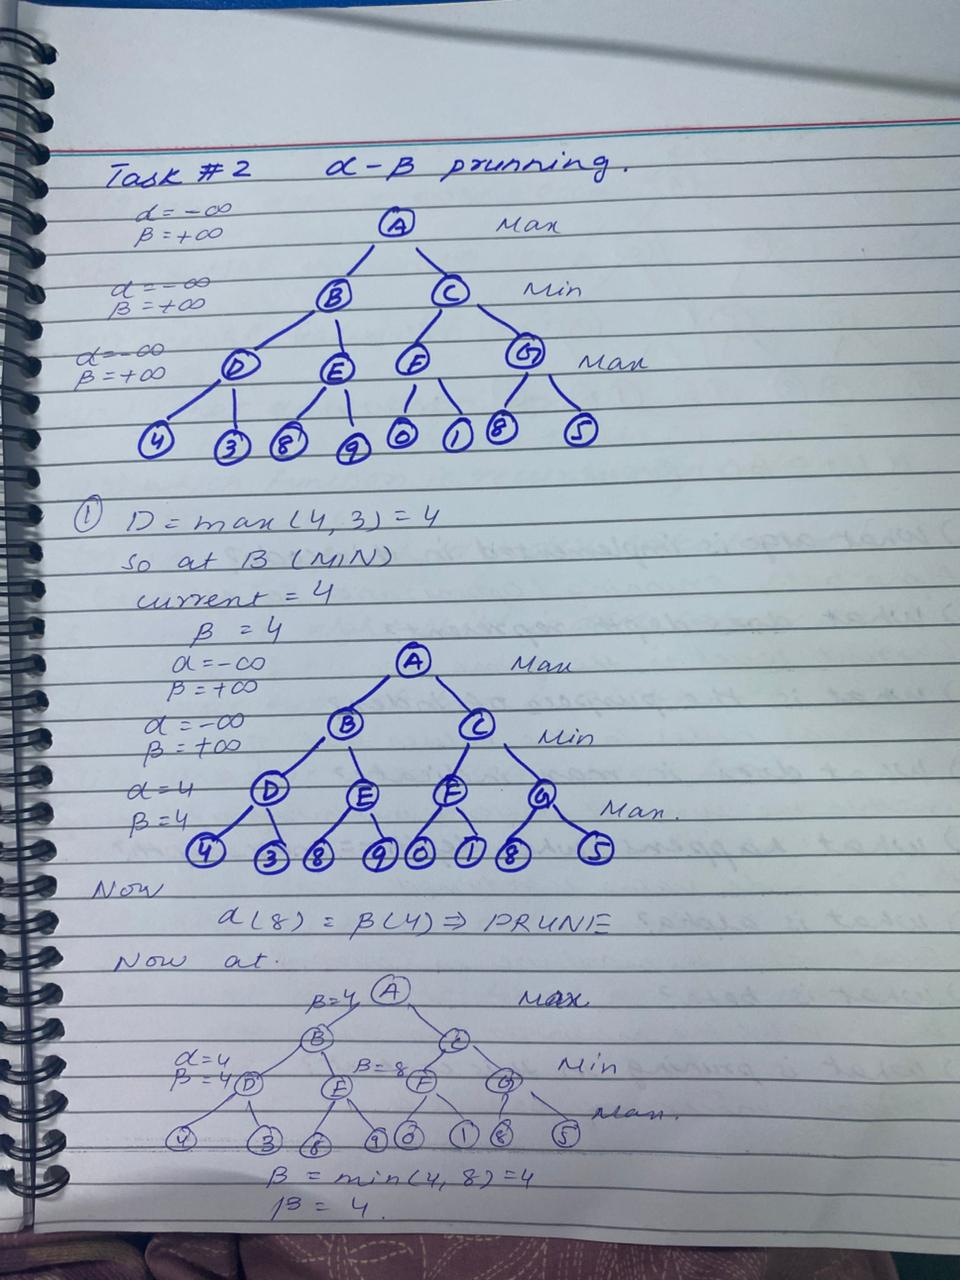 Task #2 α-β prunning.
α = -∞
β = +∞
A Max
α = -∞
β = +∞
B C Min
α = -∞
β = +∞
D E F G Max
4 3 8 9 0 1 8 5
① D = max(4, 3) = 4
So at B (MIN)
current = 4
β = 4
α = -∞
β = +∞
A Max
α = -∞
β = +∞
B C Min
α = 4
β = 4
D E F G Max.
4 3 8 9 0 1 8 5
Now
α(8) = β(4) ⇒ PRUNE
Now at.
β=4 A Max
B C
α=4
β=4 D E β=8 F G Min
Max.
4 3 8 9 0 1 8 5
β = min(4, 8) = 4
β = 4.